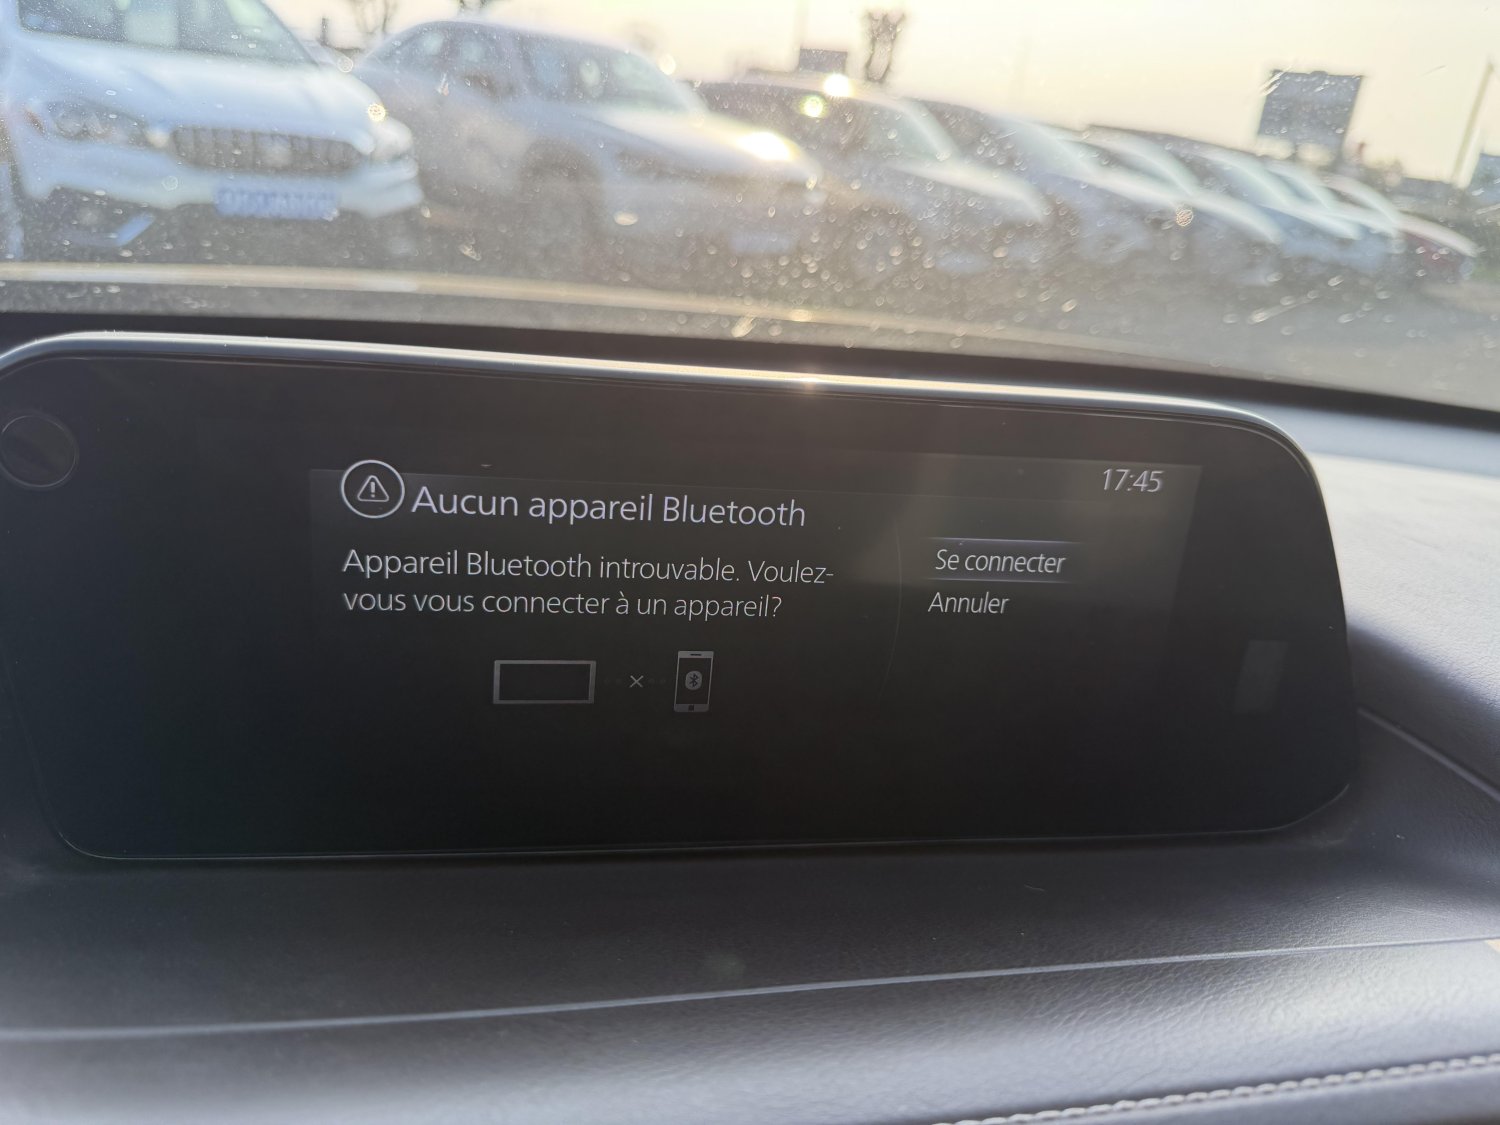 17:45
Aucun appareil Bluetooth
Appareil Bluetooth introuvable. Voulez-
vous vous connecter à un appareil?
Se connecter
Annuler